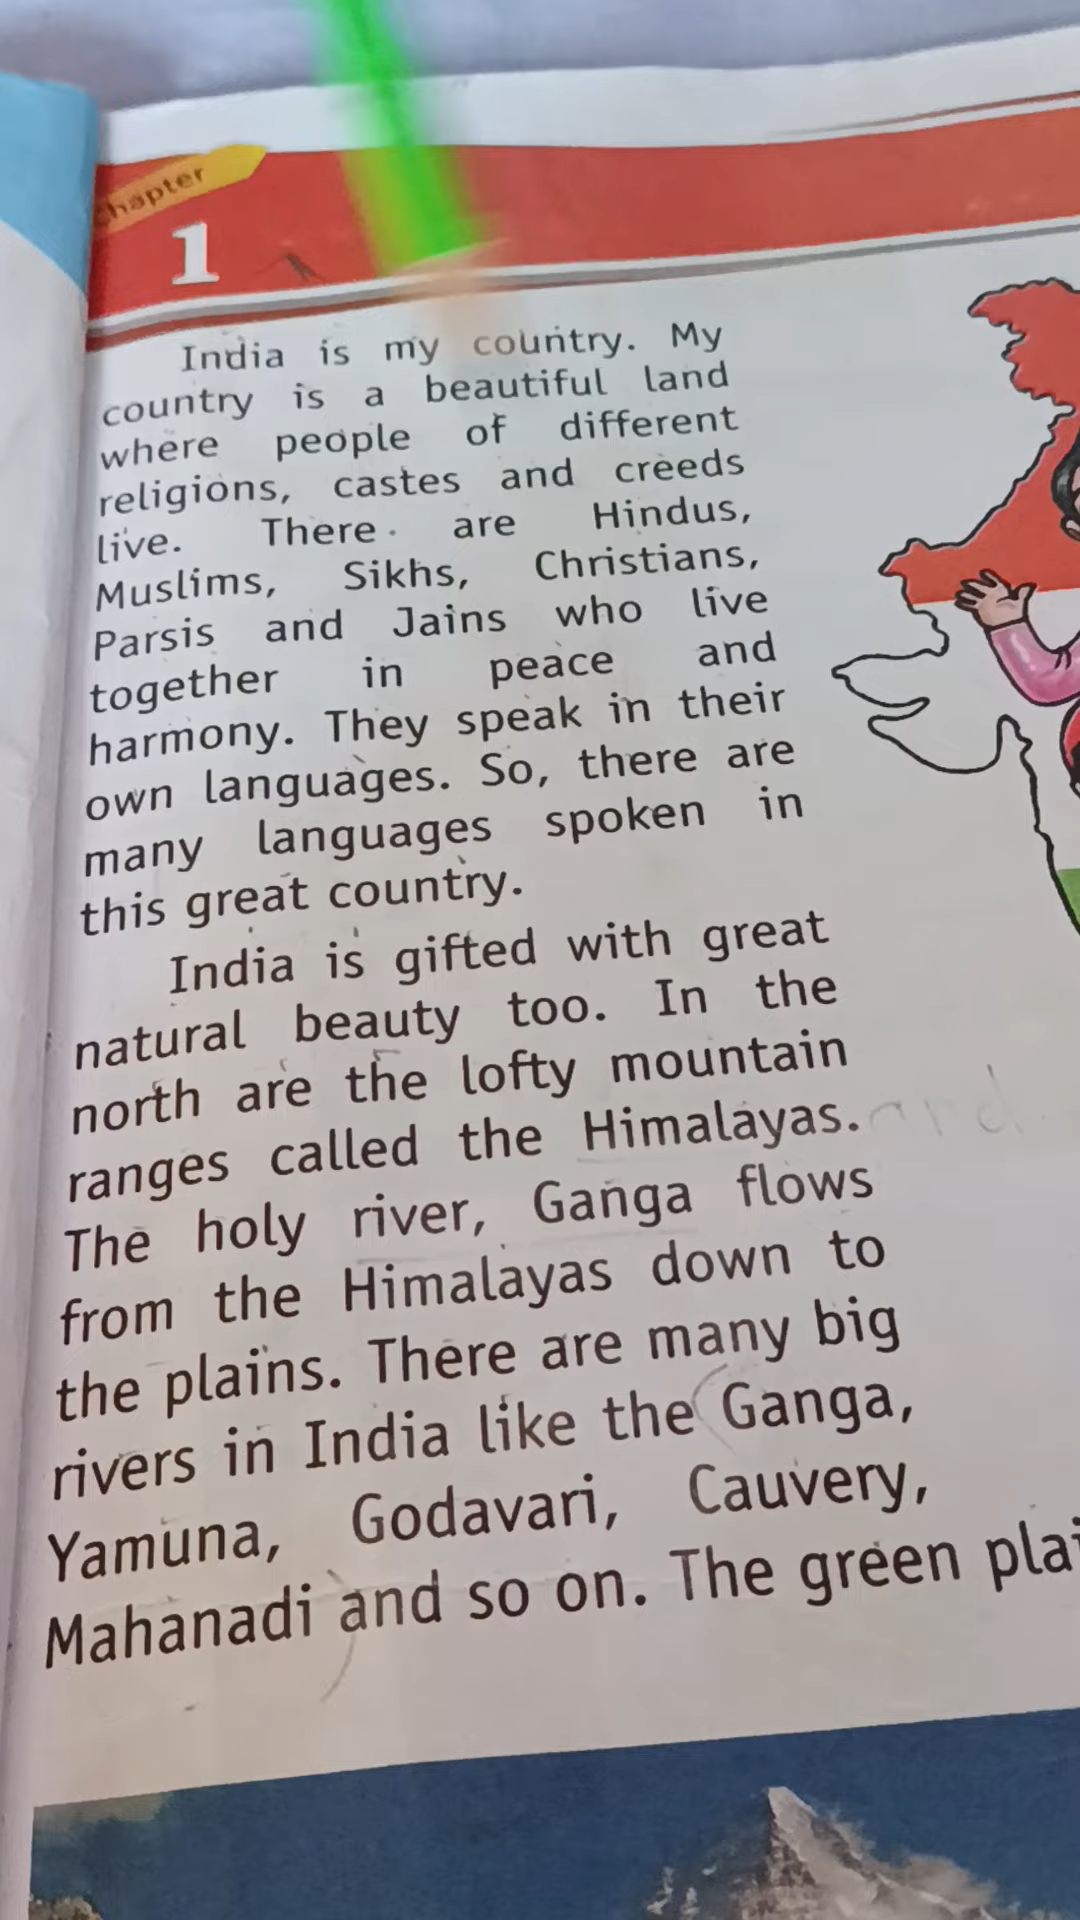 Chapter
1
India is my country. My
country is a beautiful land
where people of different
religions, castes and creeds
live. There are Hindus,
Muslims, Sikhs, Christians,
Parsis and Jains who live
together in peace and
harmony. They speak in their
own languages. So, there are
many languages spoken in
this great country.
India is gifted with great
natural beauty too. In the
north are the lofty mountain
ranges called the Himalayas.
The holy river, Ganga flows
from the Himalayas down to
the plains. There are many big
rivers in India like the Ganga,
Yamuna, Godavari, Cauvery,
Mahanadi and so on. The green